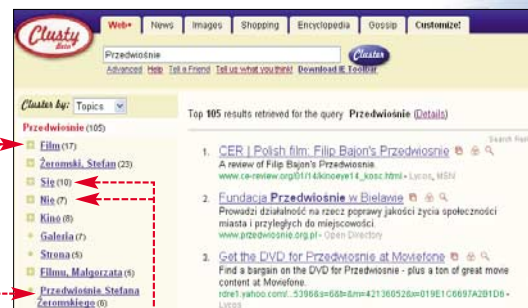 Clusty
Beta
Web+ News Images Shopping Encyclopedia Gossip Customize!
Przedwiośnie Cluster
Advanced Help Tell a Friend Tell us what you think! Download IE Toolbar
Cluster by: Topics
Top 105 results retrieved for the query Przedwiośnie (Details)
Przedwiośnie (105)
Film (17)
Żeromski, Stefan (23)
Się (10)
Nie (7)
Kino (8)
Galeria (7)
Strona (5)
Filmu, Małgorzata (5)
Przedwiośnie Stefana Żeromskiego (6)
Search
1. CER | Polish film: Filip Bajon's Przedwiosnie
A review of Filip Bajon's Przedwiosnie.
www.ce-review.org/01/14/kinoeye14_kosc.html - Lycos, MSN
2. Fundacja Przedwiośnie w Bielawie
Prowadzi działalność na rzecz poprawy jakości życia społeczności
miasta i przyległych do miejscowości.
www.przedwiosnie.org.pl - Open Directory
3. Get the DVD for Przedwiosnie at Moviefone
Find a bargain on the DVD for Przedwiosnie - plus a ton of great movie
content at Moviefone.
Lycos